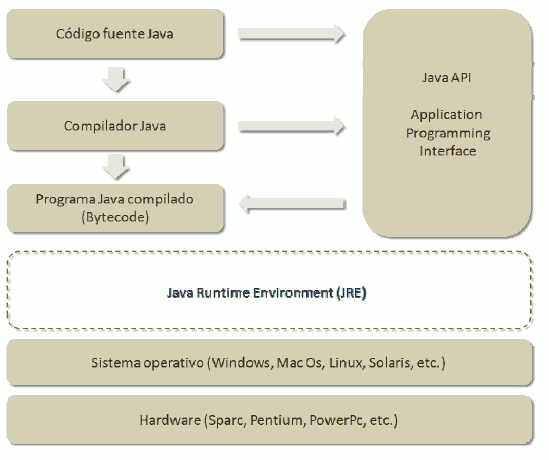 Código fuente Java
Java API
Application
Programming
Interface
Compilador Java
Programa Java compilado
(Bytecode)
Java Runtime Environment (JRE)
Sistema operativo (Windows, Mac Os, Linux, Solaris, etc.)
Hardware (Sparc, Pentium, PowerPc, etc.)